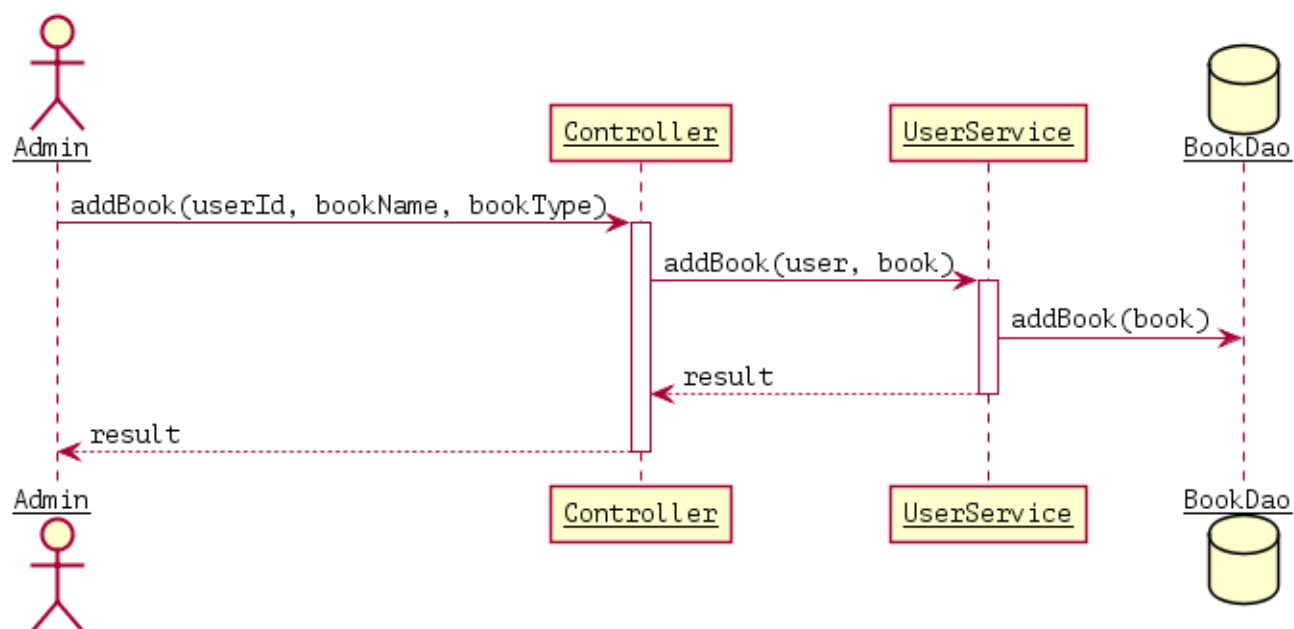 Admin
Controller
UserService
BookDao
addBook(userId, bookName, bookType)
addBook(user, book)
addBook(book)
result
result
Admin
Controller
UserService
BookDao